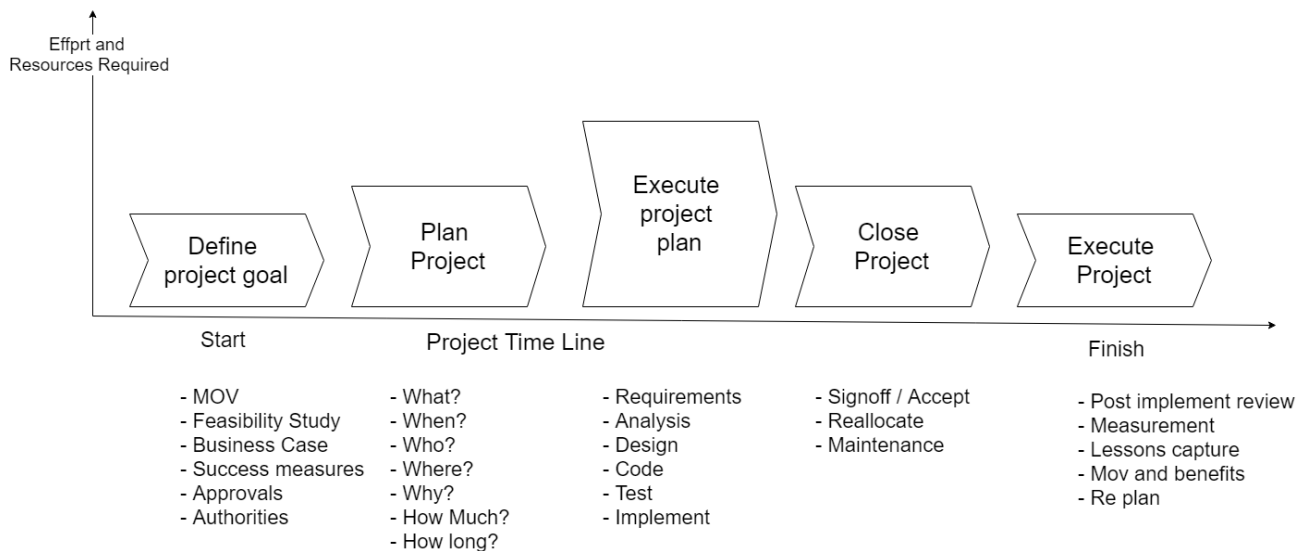 Effprt and
Resources Required
Define
project goal
Plan
Project
Execute
project
plan
Close
Project
Execute
Project
Start
Project Time Line
Finish
- MOV
- Feasibility Study
- Business Case
- Success measures
- Approvals
- Authorities
- What?
- When?
- Who?
- Where?
- Why?
- How Much?
- How long?
- Requirements
- Analysis
- Design
- Code
- Test
- Implement
- Signoff / Accept
- Reallocate
- Maintenance
- Post implement review
- Measurement
- Lessons capture
- Mov and benefits
- Re plan